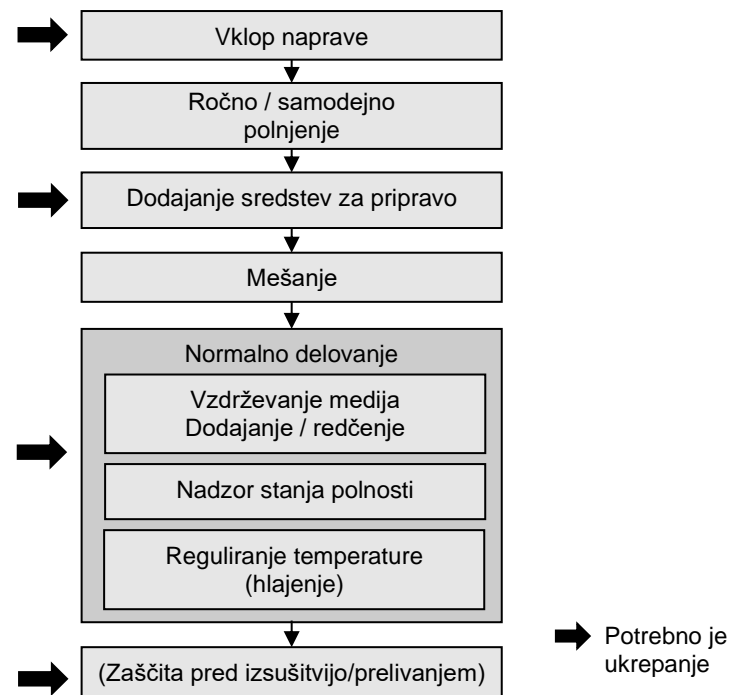 Vklop naprave
Ročno / samodejno
polnjenje
Dodajanje sredstev za pripravo
Mešanje
Normalno delovanje
Vzdrževanje medija
Dodajanje / redčenje
Nadzor stanja polnosti
Reguliranje temperature
(hlajenje)
(Zaščita pred izsušitvijo/prelivanjem)
Potrebno je
ukrepanje